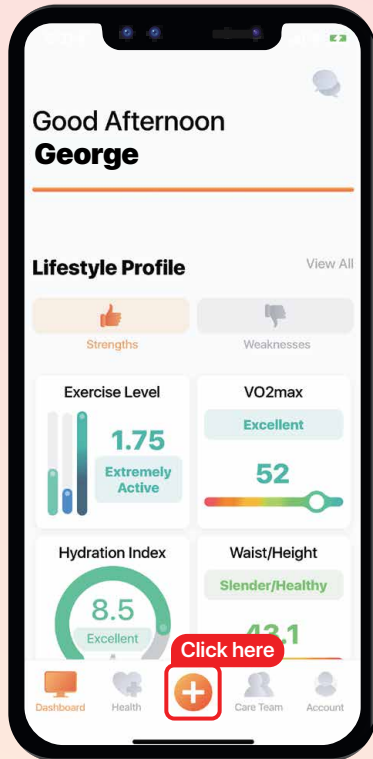 Good Afternoon
George
Lifestyle Profile
View All
Strengths
Weaknesses
Exercise Level
1.75
Extremely
Active
VO2max
Excellent
52
Hydration Index
8.5
Excellent
Waist/Height
Slender/Healthy
Click here
Dashboard
Health
Care Team
Account